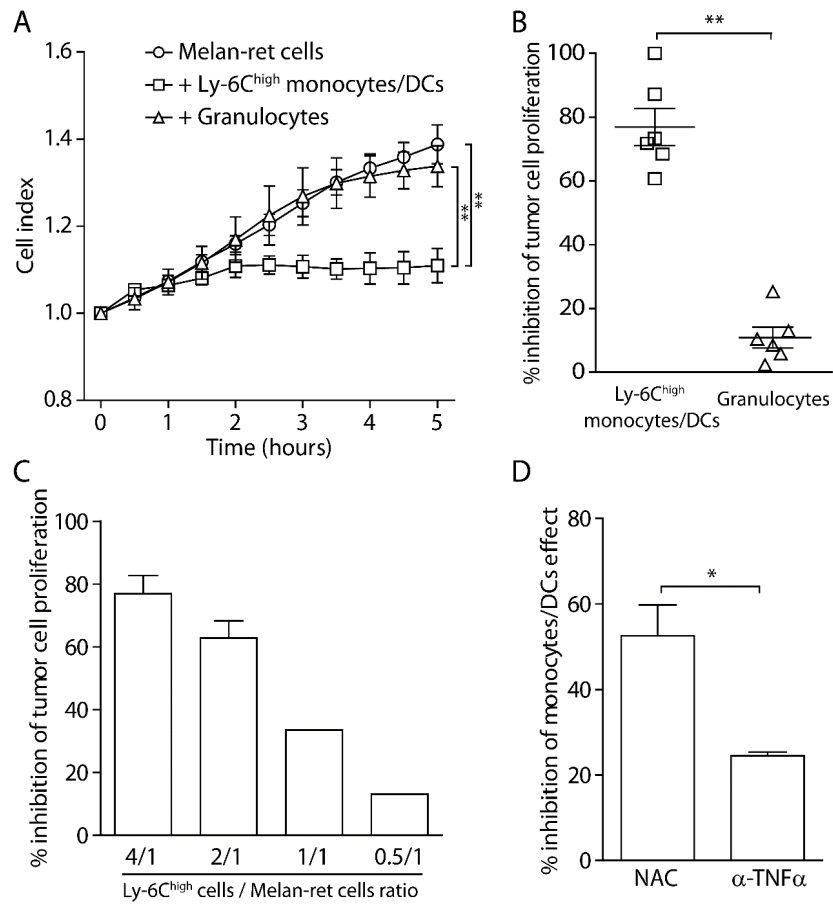 A
Melan-ret cells
+ Ly-6Chigh monocytes/DCs
+ Granulocytes
Cell index
1.6
1.4
1.2
1.0
0.8
**
**
0 1 2 3 4 5
Time (hours)
B
**
% inhibition of tumor cell proliferation
100
80
60
40
20
0
Ly-6Chigh
monocytes/DCs
Granulocytes
C
% inhibition of tumor cell proliferation
100
80
60
40
20
0
4/1 2/1 1/1 0.5/1
Ly-6Chigh cells / Melan-ret cells ratio
D
% inhibition of monocytes/DCs effect
80
60
40
20
0
*
NAC α-TNFα